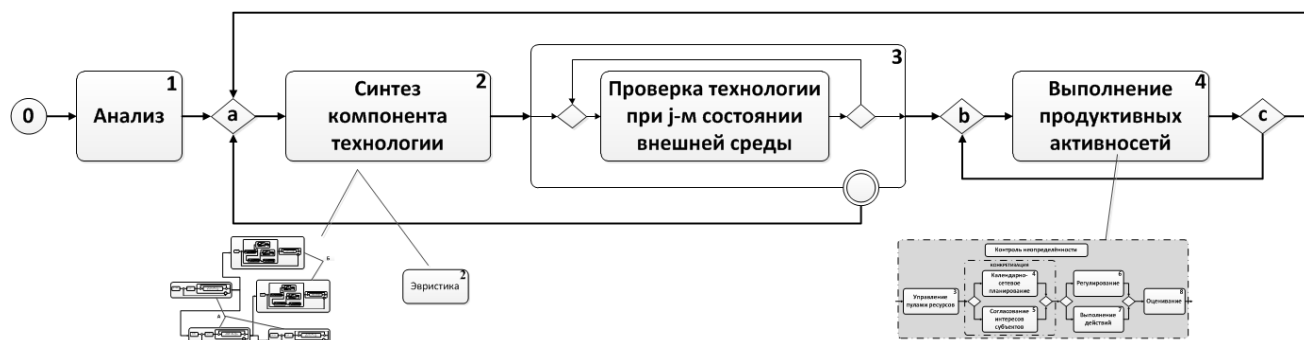 0
1
Анализ
a
2
Синтез
компонента
технологии
3
Проверка технологии
при j-м состоянии
внешней среды
b
4
Выполнение
продуктивных
активносетй
c
2
Эвристика
Б
Контроль неопределённости
КОНКРЕТИЗАЦИЯ
3
Управление
пулами ресурсов
4
Календарно-
сетевое
планирование
5
Согласование
интересов
субъектов
6
Регулирование
7
Выполнение
действий
8
Оценивание